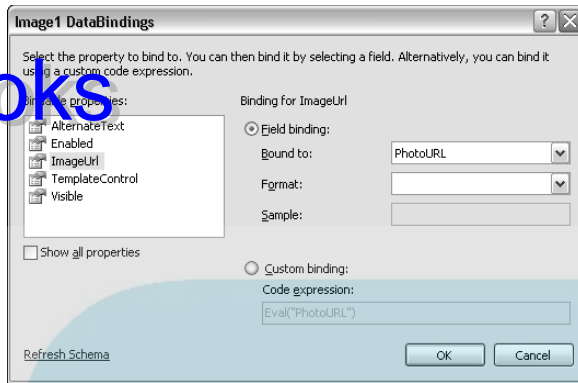 Image1 DataBindings
Select the property to bind to. You can then bind it by selecting a field. Alternatively, you can bind it
using a custom code expression.
oks
Bindable properties:
AlternateText
Enabled
ImageUrl
TemplateControl
Visible
Show all properties
Binding for ImageUrl
Field binding:
Bound to:
PhotoURL
Format:
Sample:
Custom binding:
Code expression:
Eval("PhotoURL")
Refresh Schema
OK
Cancel